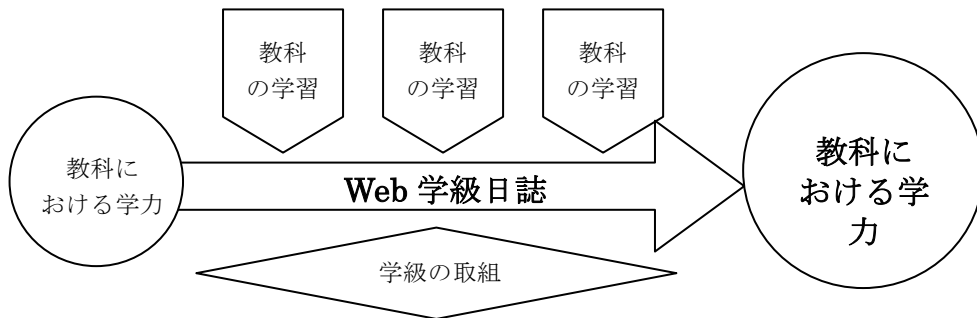 教科
の学習
教科
の学習
教科
の学習
教科に
おける学力
Web 学級日誌
教科に
おける学
力
学級の取組